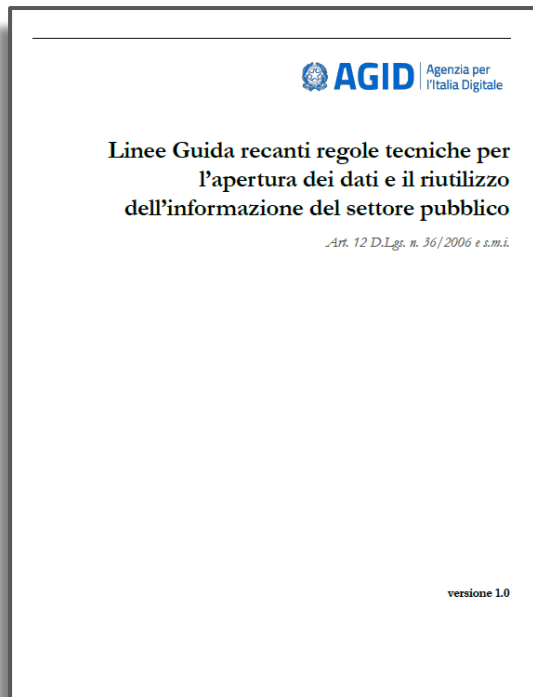 AGID Agenzia per
l'Italia Digitale
Linee Guida recanti regole tecniche per
l'apertura dei dati e il riutilizzo
dell'informazione del settore pubblico
Art. 12 D.Lgs. n. 36/2006 e s.m.i.
versione 1.0